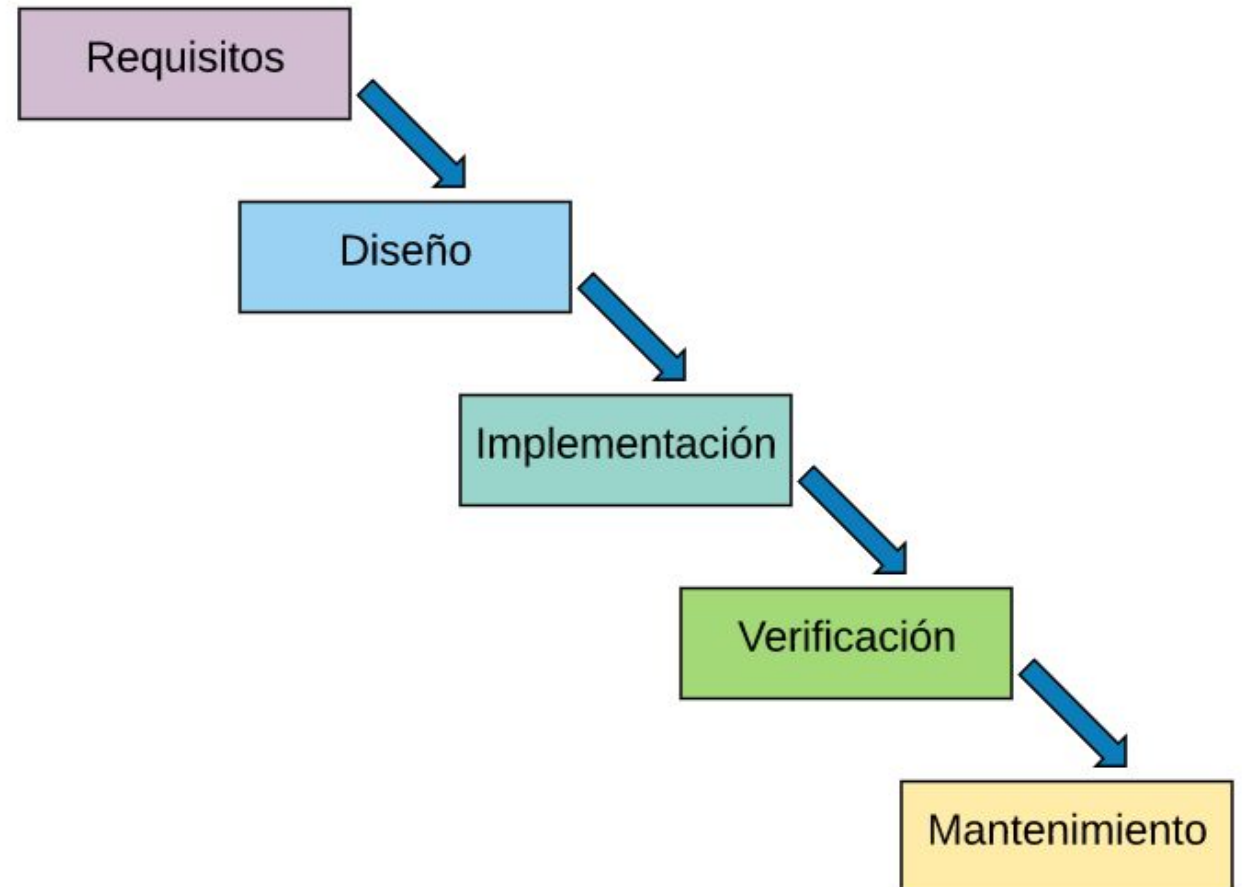 Requisitos
Diseño
Implementación
Verificación
Mantenimiento